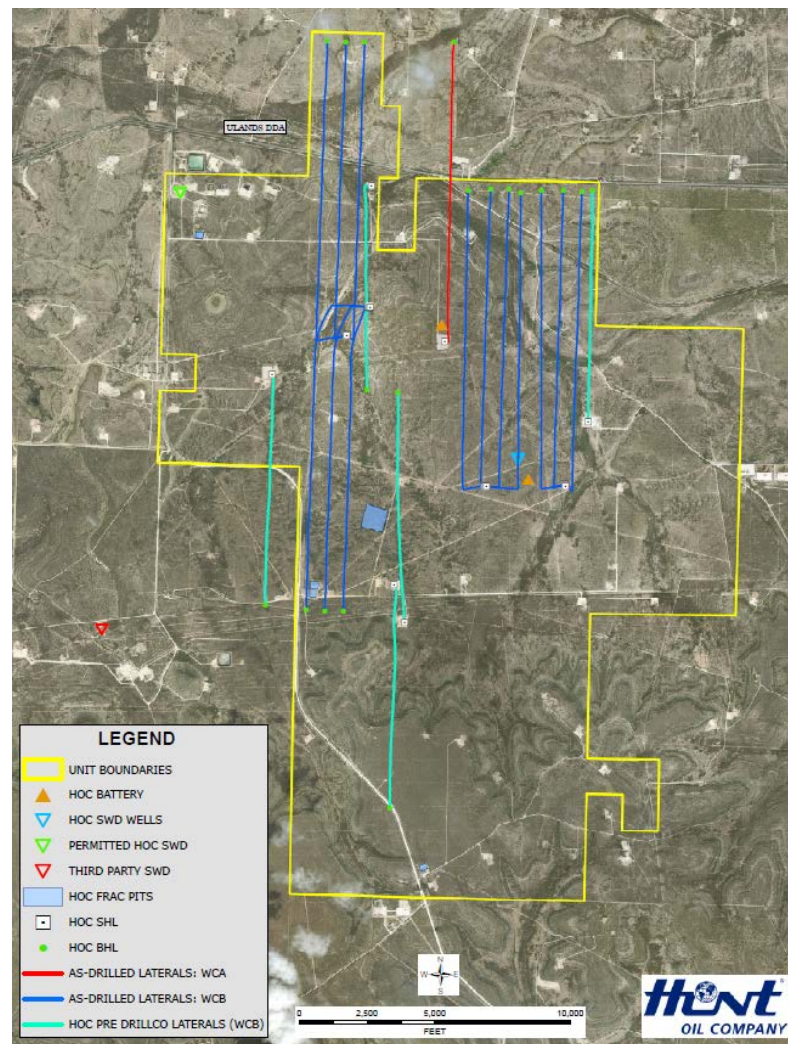 ULANDS DDA
LEGEND
UNIT BOUNDARIES
HOC BATTERY
HOC SWD WELLS
PERMITTED HOC SWD
THIRD PARTY SWD
HOC FRAC PITS
HOC SHL
HOC BHL
AS-DRILLED LATERALS: WCA
AS-DRILLED LATERALS: WCB
HOC PRE DRILLCO LATERALS (WCB)
N
W E
S
0 2,500 5,000 10,000
FEET
Hunt
OIL COMPANY